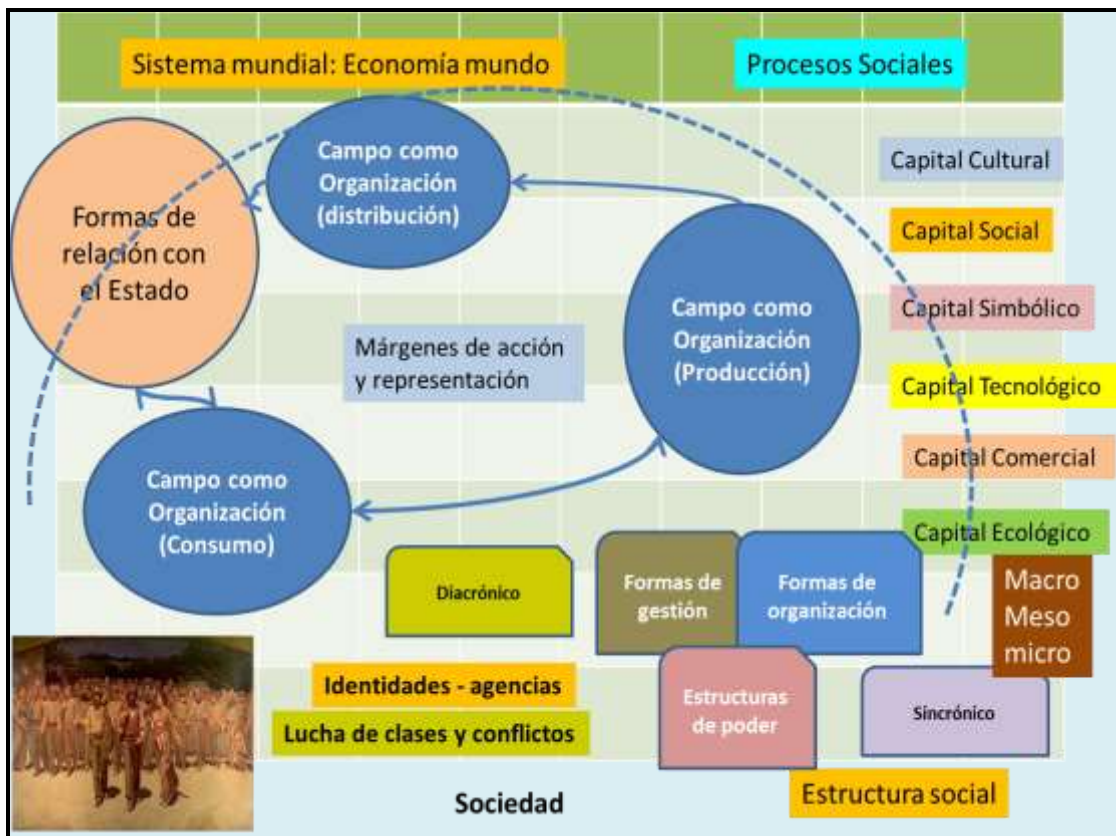 Sistema mundial: Economía mundo
Procesos Sociales
Campo como
Organización
(distribución)
Formas de
relación con
el Estado
Campo como
Organización
(Producción)
Márgenes de acción
y representación
Campo como
Organización
(Consumo)
Capital Cultural
Capital Social
Capital Simbólico
Capital Tecnológico
Capital Comercial
Capital Ecológico
Macro
Meso
micro
Diacrónico
Formas de
gestión
Formas de
organización
Identidades - agencias
Lucha de clases y conflictos
Estructuras
de poder
Sincrónico
Sociedad
Estructura social